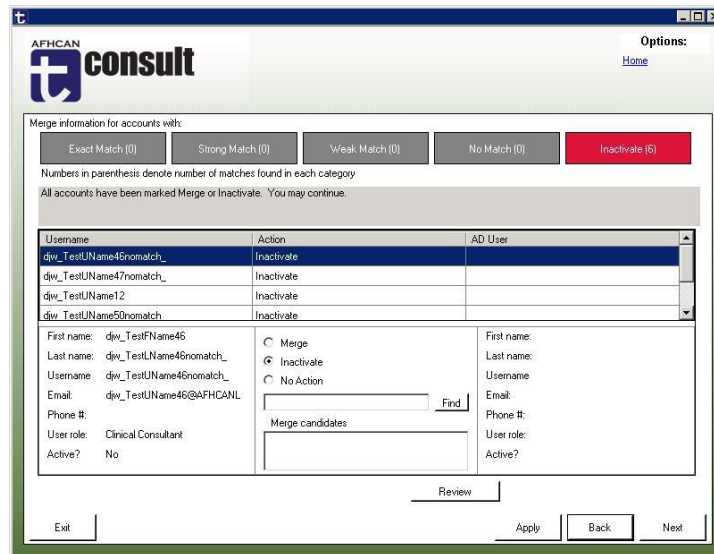 t
AFHCAN
t consult
Options:
Home
Merge information for accounts with:
Exact Match (0) Strong Match (0) Weak Match (0) No Match (0) Inactivate (6)
Numbers in parenthesis denote number of matches found in each category
All accounts have been marked Merge or Inactivate. You may continue.
Username Action AD User
djw_TestUName46nomatch_ Inactivate
djw_TestUName47nomatch_ Inactivate
djw_TestUName12 Inactivate
djw_TestUName50nomatch Inactivate
First name: djw_TestFName46
Last name: djw_TestLName46nomatch_
Username djw_TestUName46nomatch_
Email: djw_TestUName46@AFHCANL
Phone #:
User role: Clinical Consultant
Active? No
Merge
Inactivate
No Action
Find
Merge candidates
First name:
Last name:
Username
Email:
Phone #:
User role:
Active?
Review
Exit Apply Back Next